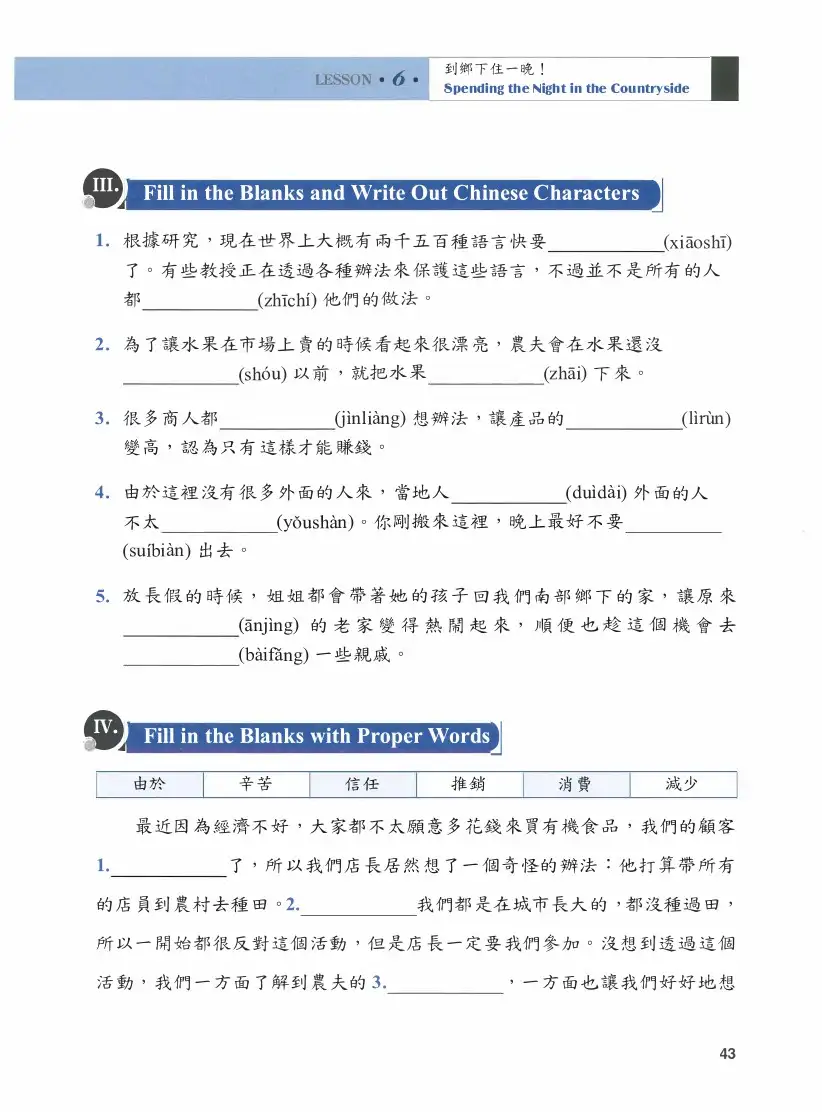 LESSON • 6 •
到鄉下住一晚！
Spending the Night in the Countryside
III. Fill in the Blanks and Write Out Chinese Characters
1. 根據研究，現在世界上大概有兩千五百種語言快要____________(xiāoshī)
了。有些教授正在透過各種辦法來保護這些語言，不過並不是所有的人
都____________(zhīchí) 他們的做法。
2. 為了讓水果在市場上賣的時候看起來很漂亮，農夫會在水果還沒
____________(shóu) 以前，就把水果____________(zhāi) 下來。
3. 很多商人都____________(jìnliàng) 想辦法，讓產品的____________(lìrùn)
變高，認為只有這樣才能賺錢。
4. 由於這裡沒有很多外面的人來，當地人____________(duìdài) 外面的人
不太____________(yǒushàn)。你剛搬來這裡，晚上最好不要__________
(suíbiàn) 出去。
5. 放長假的時候，姐姐都會帶著她的孩子回我們南部鄉下的家，讓原來
____________(ānjìng) 的老家變得熱鬧起來，順便也趁這個機會去
____________(bàifǎng) 一些親戚。
IV. Fill in the Blanks with Proper Words
由於 辛苦 信任 推銷 消費 減少
最近因為經濟不好，大家都不太願意多花錢來買有機食品，我們的顧客
1.____________了，所以我們店長居然想了一個奇怪的辦法：他打算帶所有
的店員到農村去種田。2.____________我們都是在城市長大的，都沒種過田，
所以一開始都很反對這個活動，但是店長一定要我們參加。沒想到透過這個
活動，我們一方面了解到農夫的 3.____________，一方面也讓我們好好地想
43